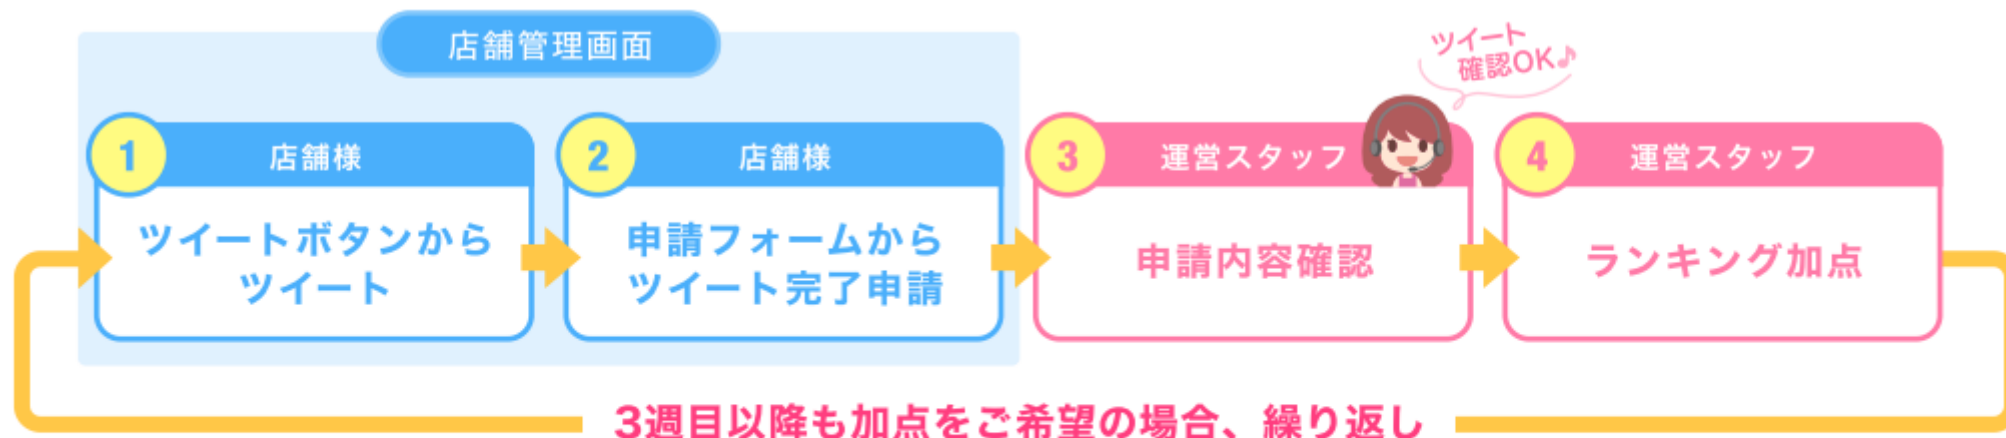 店舗管理画面
ツイート
確認OK♪
1
店舗様
ツイートボタンから
ツイート
2
店舗様
申請フォームから
ツイート完了申請
3
運営スタッフ
申請内容確認
4
運営スタッフ
ランキング加点
3週目以降も加点をご希望の場合、繰り返し